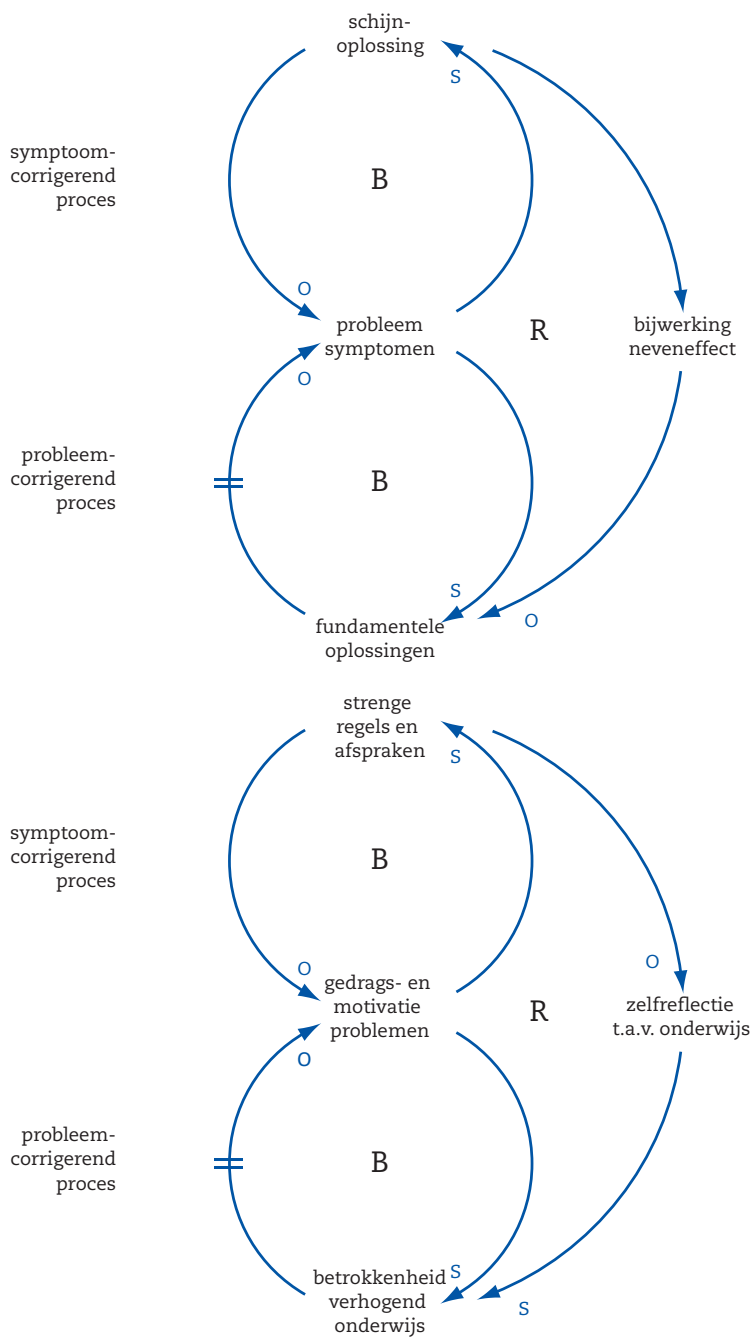 schijn-
oplossing
S
symptoom-
corrigerend
proces
B
O
probleem
symptomen
R
bijwerking
neveneffect
O
probleem-
corrigerend
proces
B
S
O
fundamentele
oplossingen
strenge
regels en
afspraken
S
symptoom-
corrigerend
proces
B
O
O
gedrags- en
motivatie
problemen
R
zelfreflectie
t.a.v. onderwijs
O
probleem-
corrigerend
proces
B
S
betrokkenheid
verhogend
onderwijs
S